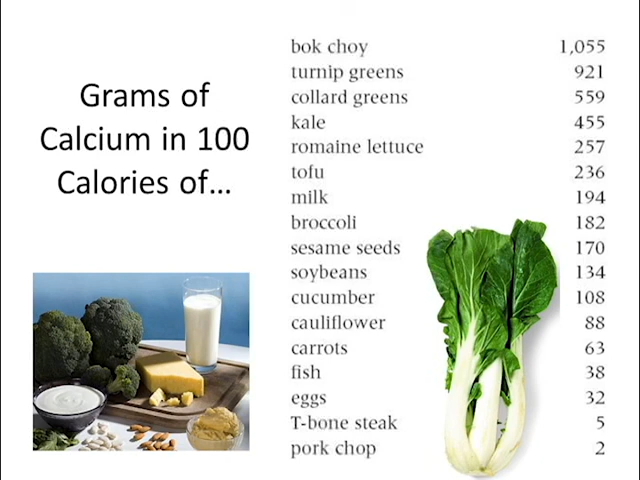 Grams of
Calcium in 100
Calories of...
bok choy 1,055
turnip greens 921
collard greens 559
kale 455
romaine lettuce 257
tofu 236
milk 194
broccoli 182
sesame seeds 170
soybeans 134
cucumber 108
cauliflower 88
carrots 63
fish 38
eggs 32
T-bone steak 5
pork chop 2